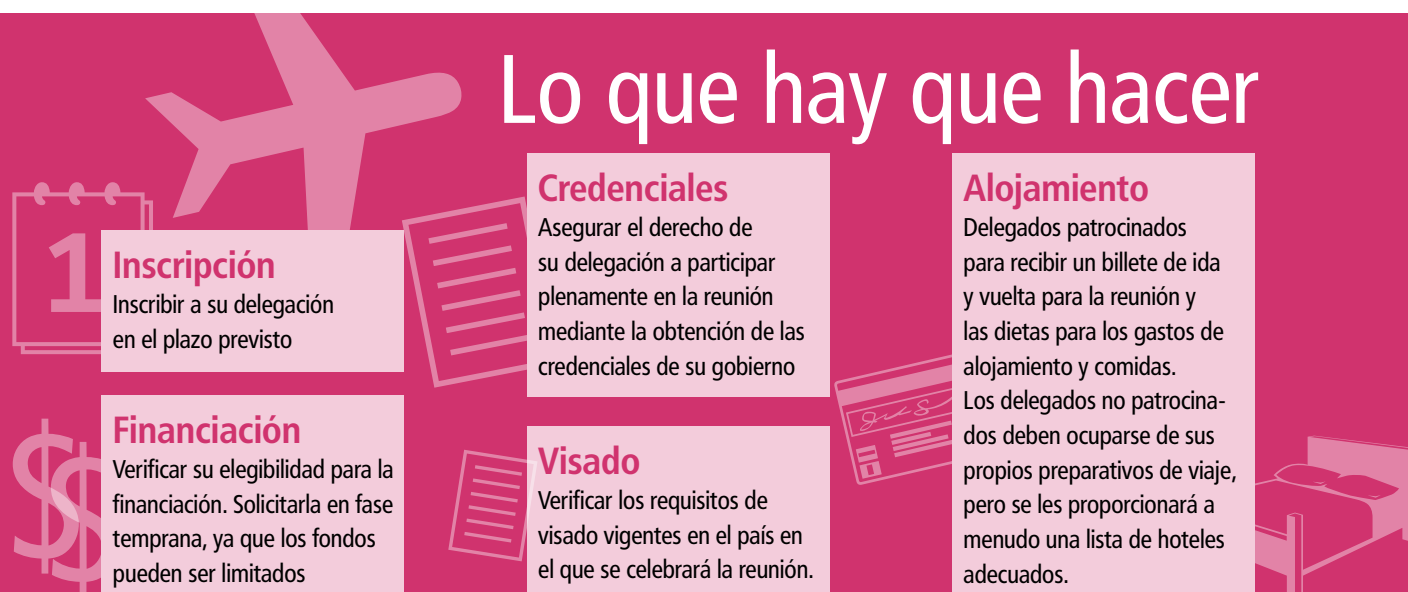 Lo que hay que hacer
1
Inscripción
Inscribir a su delegación
en el plazo previsto
Financiación
Verificar su elegibilidad para la
financiación. Solicitarla en fase
temprana, ya que los fondos
pueden ser limitados
$$
Credenciales
Asegurar el derecho de
su delegación a participar
plenamente en la reunión
mediante la obtención de las
credenciales de su gobierno
Visado
Verificar los requisitos de
visado vigentes en el país en
el que se celebrará la reunión.
Alojamiento
Delegados patrocinados
para recibir un billete de ida
y vuelta para la reunión y
las dietas para los gastos de
alojamiento y comidas.
Los delegados no patrocina-
dos deben ocuparse de sus
propios preparativos de viaje,
pero se les proporcionará a
menudo una lista de hoteles
adecuados.